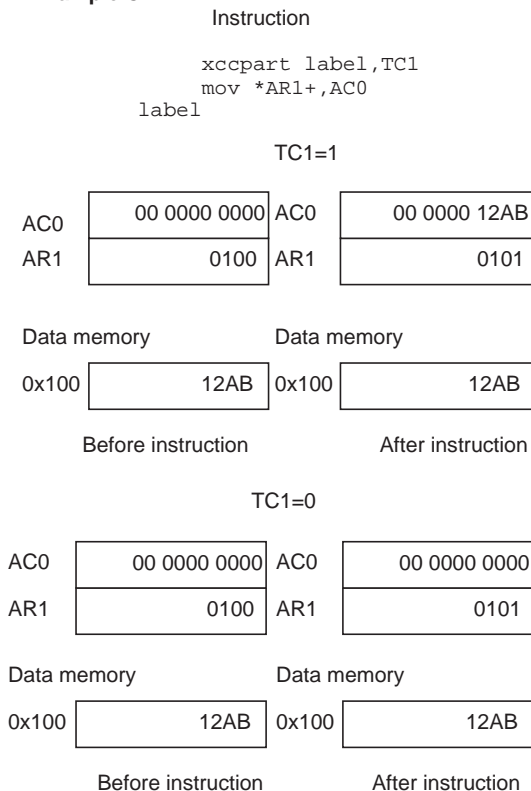 Instruction
xccpart label,TC1
mov *AR1+,AC0
label
TC1=1
AC0 00 0000 0000 AC0 00 0000 12AB
AR1 0100 AR1 0101
Data memory Data memory
0x100 12AB 0x100 12AB
Before instruction After instruction
TC1=0
AC0 00 0000 0000 AC0 00 0000 0000
AR1 0100 AR1 0101
Data memory Data memory
0x100 12AB 0x100 12AB
Before instruction After instruction